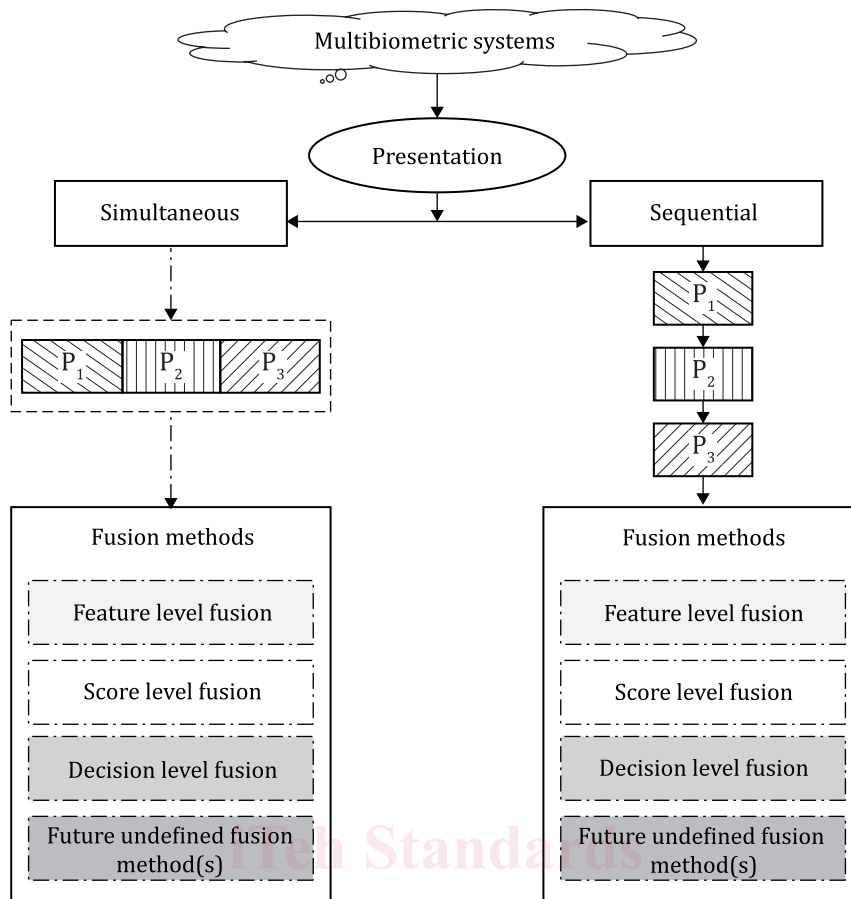 Multibiometric systems
Presentation
Simultaneous
Sequential
P1
P2
P3
P1
P2
P3
Fusion methods
Feature level fusion
Score level fusion
Decision level fusion
Future undefined fusion
method(s)
Fusion methods
Feature level fusion
Score level fusion
Decision level fusion
Future undefined fusion
method(s)
iTeh Standards